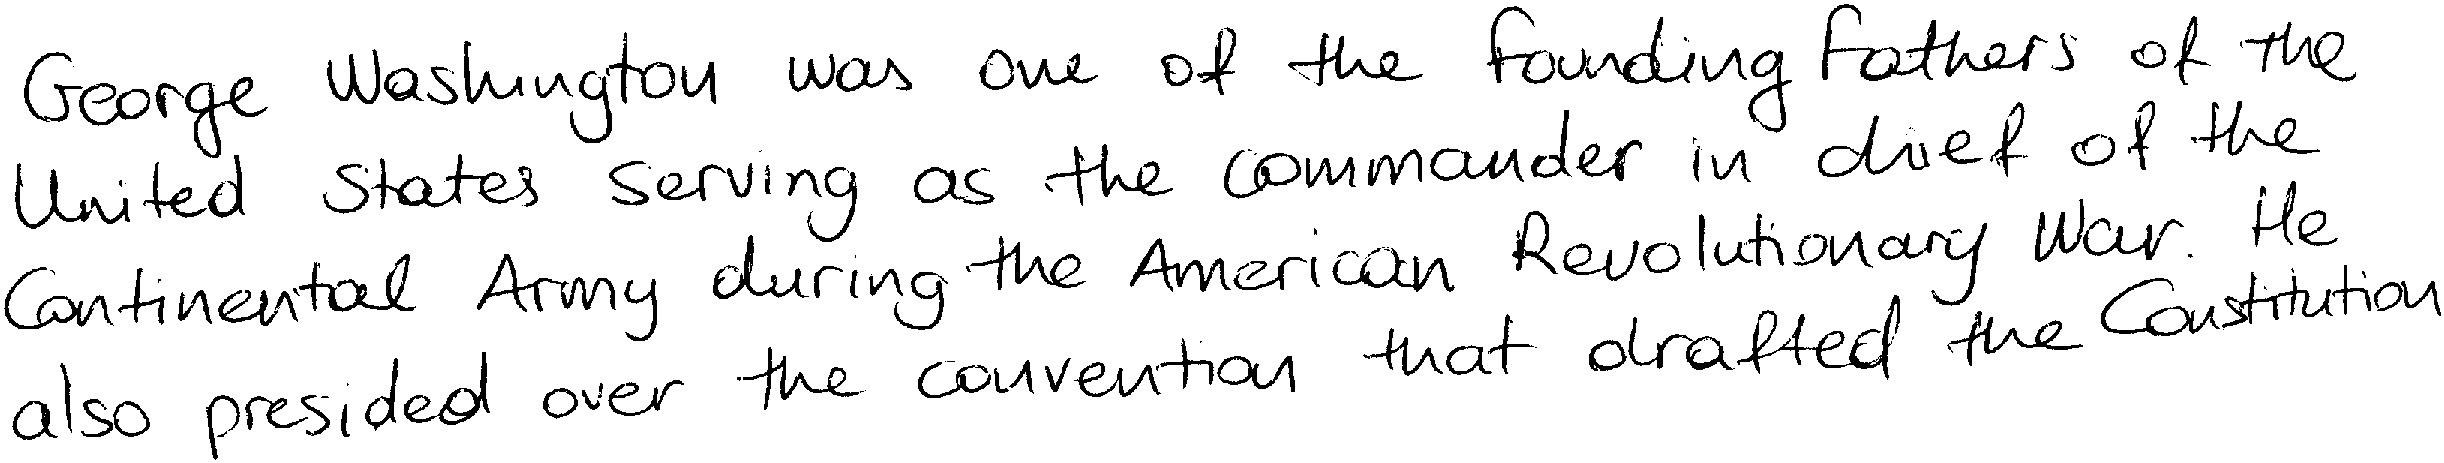 George Washington was one of the Founding Fathers of the
United States serving as the commander in chief of the
Continental Army during the American Revolutionary War. He
also presided over the convention that drafted the Constitution